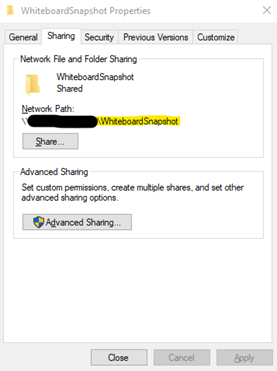 WhiteboardSnapshot Properties
General Sharing Security Previous Versions Customize
Network File and Folder Sharing
WhiteboardSnapshot
Shared
Network Path:
\\ \WhiteboardSnapshot
Share...
Advanced Sharing
Set custom permissions, create multiple shares, and set other
advanced sharing options.
Advanced Sharing...
Close Cancel Apply